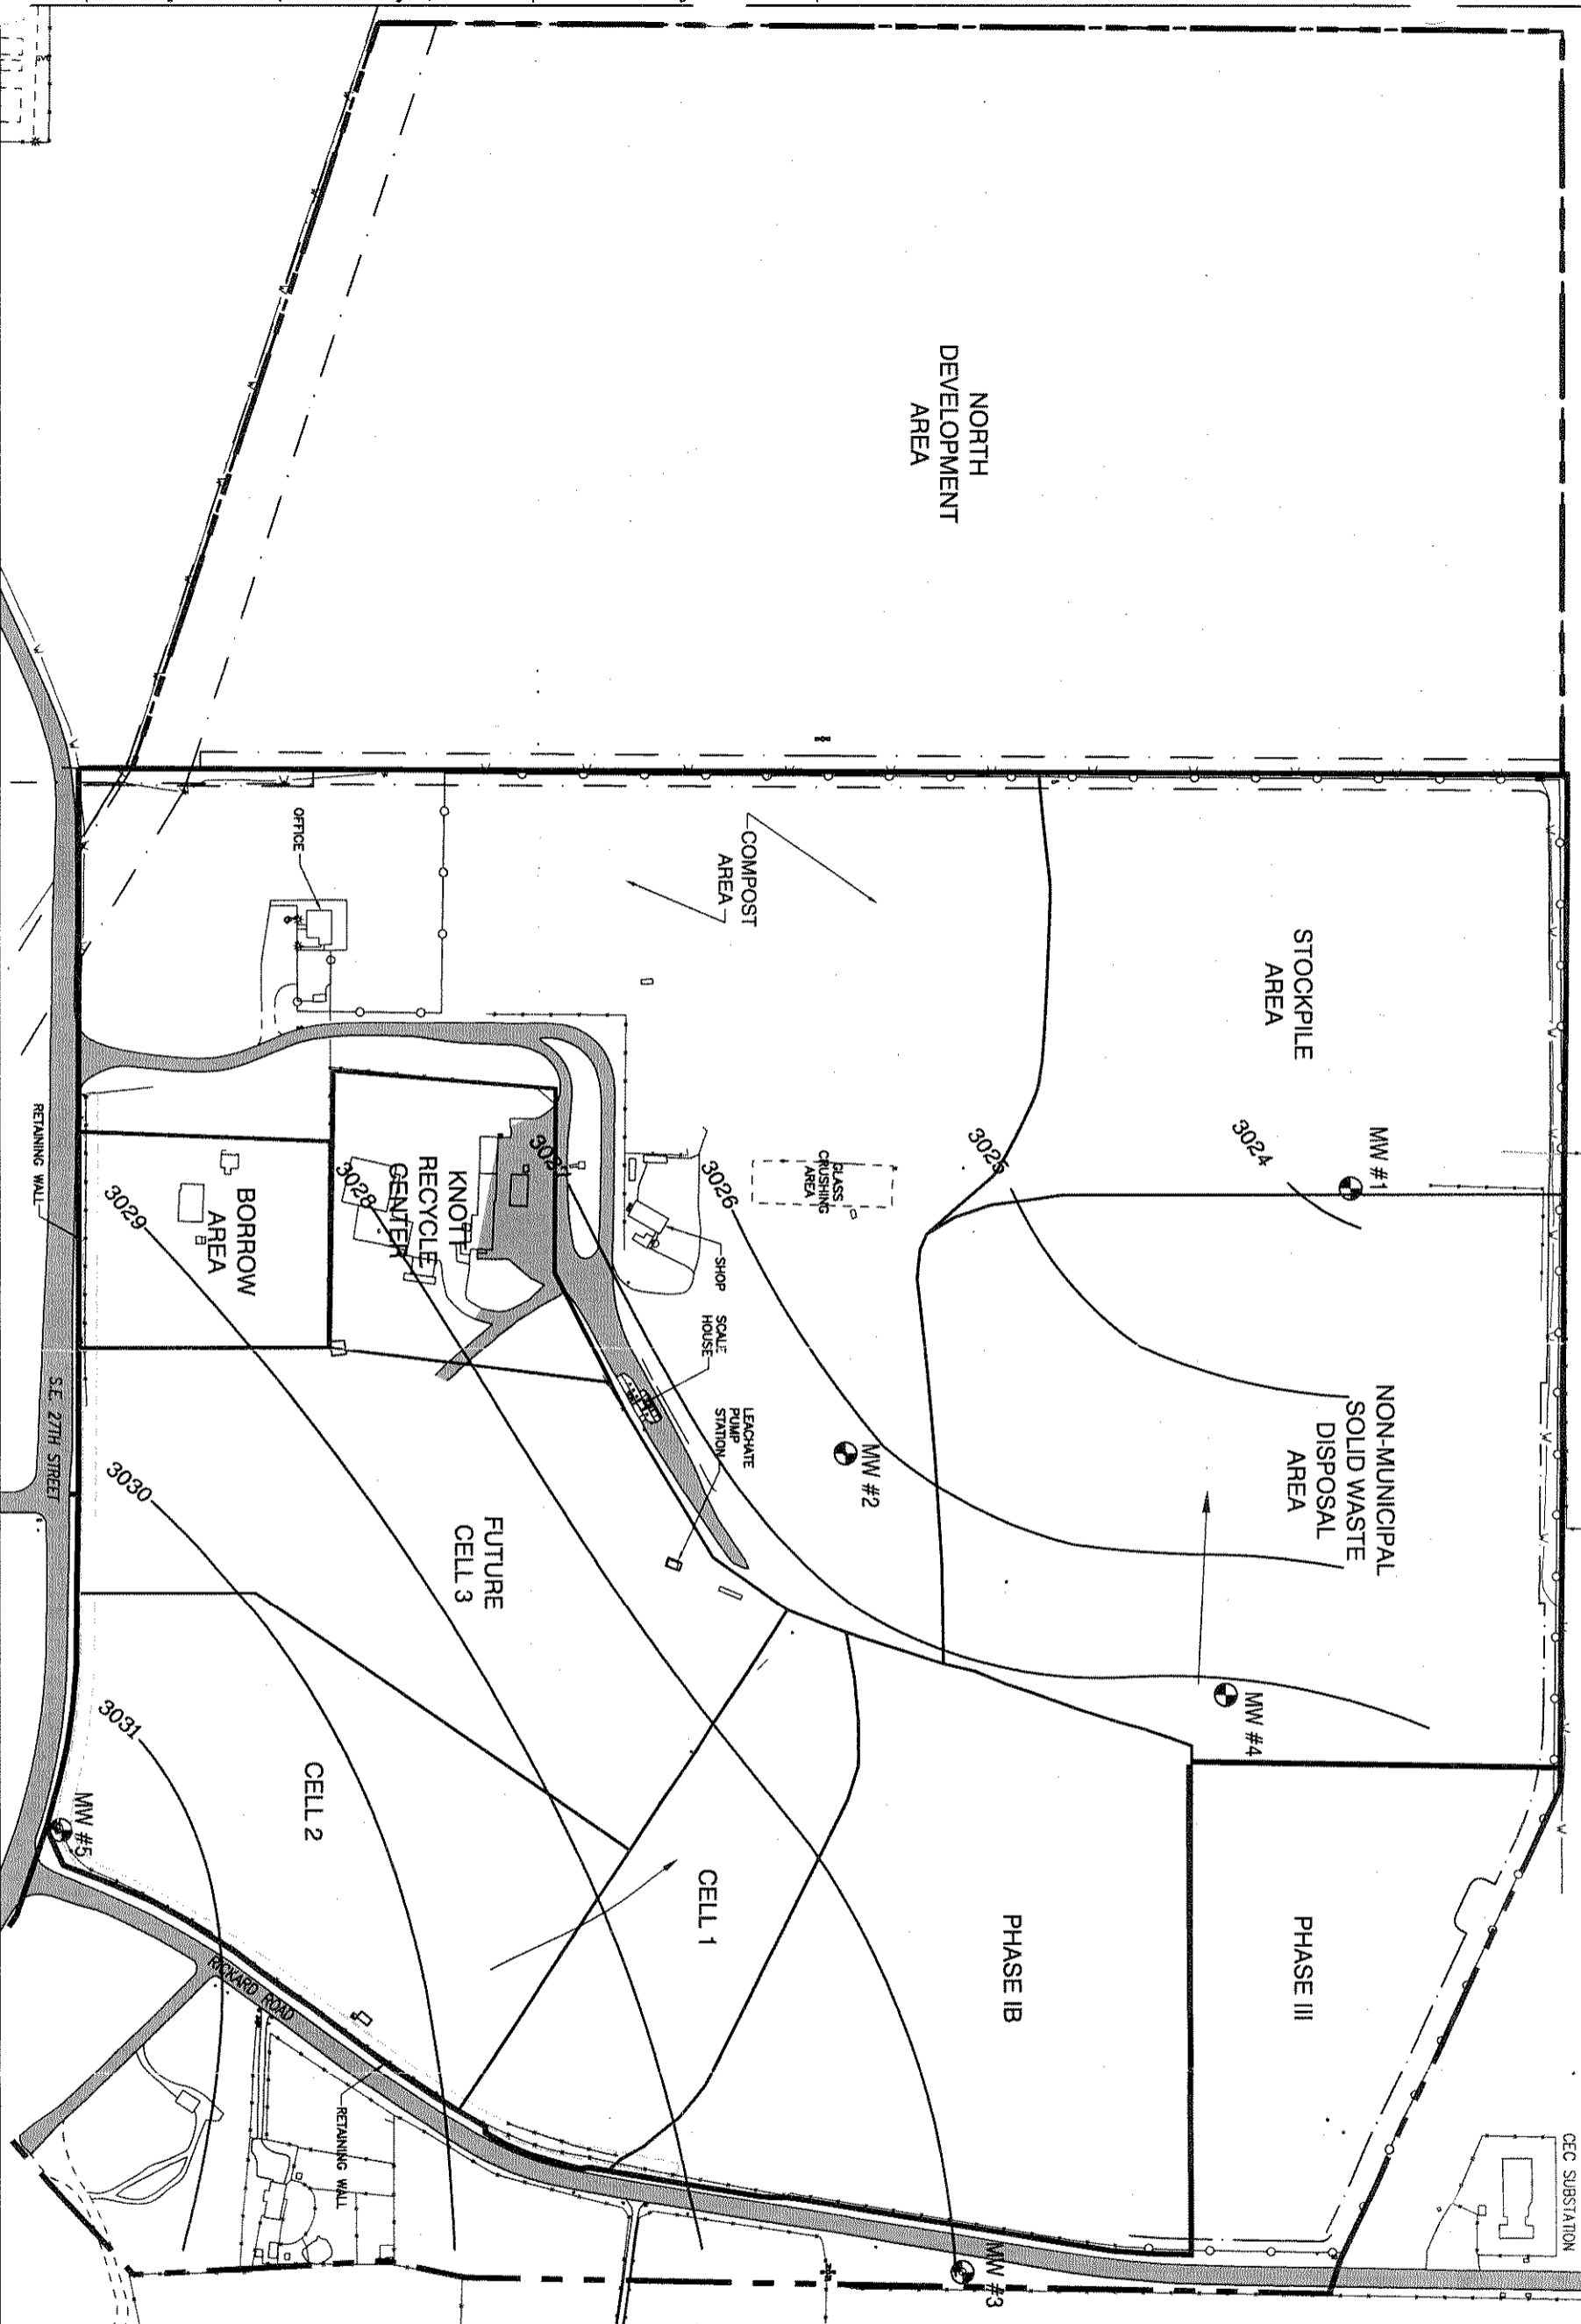 NORTH
DEVELOPMENT
AREA
STOCKPILE
AREA
COMPOST
AREA
OFFICE
MW #1
3024
3025
GLASS
CRUSHING
AREA
3026
SHOP
SCALE
HOUSE
LEACHATE
PUMP
STATION
KNOTT
RECYCLE
CENTER
3028
BORROW
AREA
3029
RETAINING WALL
S.E. 27TH STREET
NON-MUNICIPAL
SOLID WASTE
DISPOSAL
AREA
MW #2
FUTURE
CELL 3
3030
MW #4
3031
CELL 2
MW #5
CELL 1
PHASE IB
PHASE III
RICKARD ROAD
RETAINING WALL
MW #3
CEC SUBSTATION